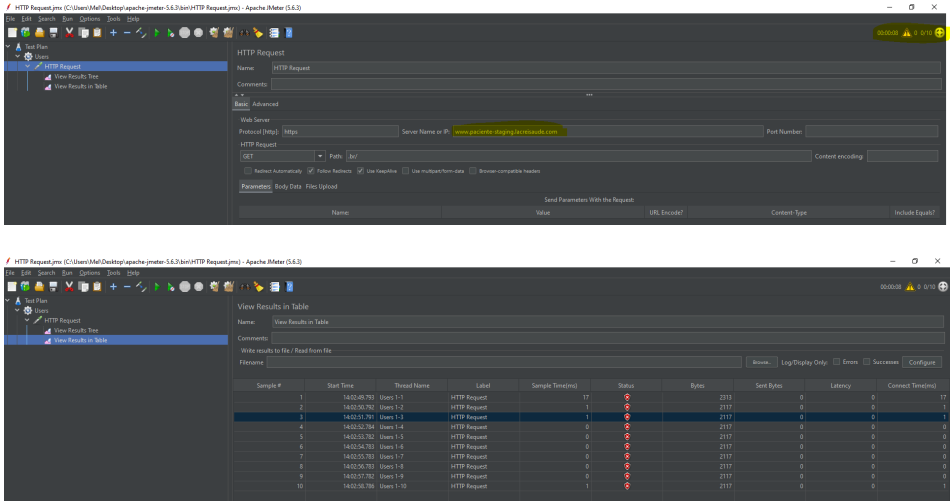 HTTP Request.jmx (C:\Users\Mel\Desktop\apache-jmeter-5.6.3\bin\HTTP Request.jmx) - Apache JMeter (5.6.3)
File Edit Search Run Options Tools Help
00:00:08 0 0/10
Test Plan
Users
HTTP Request
View Results Tree
View Results in Table
HTTP Request
Name: HTTP Request
Comments:
Basic Advanced
Web Server
Protocol [http]: https Server Name or IP: www.paciente-staging.lacreisaude.com Port Number:
HTTP Request
GET Path: .br/ Content encoding:
Redirect Automatically Follow Redirects Use KeepAlive Use multipart/form-data Browser-compatible headers
Parameters Body Data Files Upload
Send Parameters With the Request:
Name: Value URL Encode? Content-Type Include Equals?
HTTP Request.jmx (C:\Users\Mel\Desktop\apache-jmeter-5.6.3\bin\HTTP Request.jmx) - Apache JMeter (5.6.3)
File Edit Search Run Options Tools Help
00:00:08 0 0/10
Test Plan
Users
HTTP Request
View Results Tree
View Results in Table
View Results in Table
Name: View Results in Table
Comments:
Write results to file / Read from file
Filename Browse... Log/Display Only: Errors Successes Configure
Sample # Start Time Thread Name Label Sample Time(ms) Status Bytes Sent Bytes Latency Connect Time(ms)
1 14:02:49.793 Users 1-1 HTTP Request 17 2313 0 0 17
2 14:02:50.792 Users 1-2 HTTP Request 1 2117 0 0 1
3 14:02:51.791 Users 1-3 HTTP Request 1 2117 0 0 1
4 14:02:52.784 Users 1-4 HTTP Request 0 2117 0 0 0
5 14:02:53.782 Users 1-5 HTTP Request 0 2117 0 0 0
6 14:02:54.783 Users 1-6 HTTP Request 0 2117 0 0 0
7 14:02:55.783 Users 1-7 HTTP Request 0 2117 0 0 0
8 14:02:56.783 Users 1-8 HTTP Request 0 2117 0 0 0
9 14:02:57.782 Users 1-9 HTTP Request 0 2117 0 0 0
10 14:02:58.786 Users 1-10 HTTP Request 1 2117 0 0 1